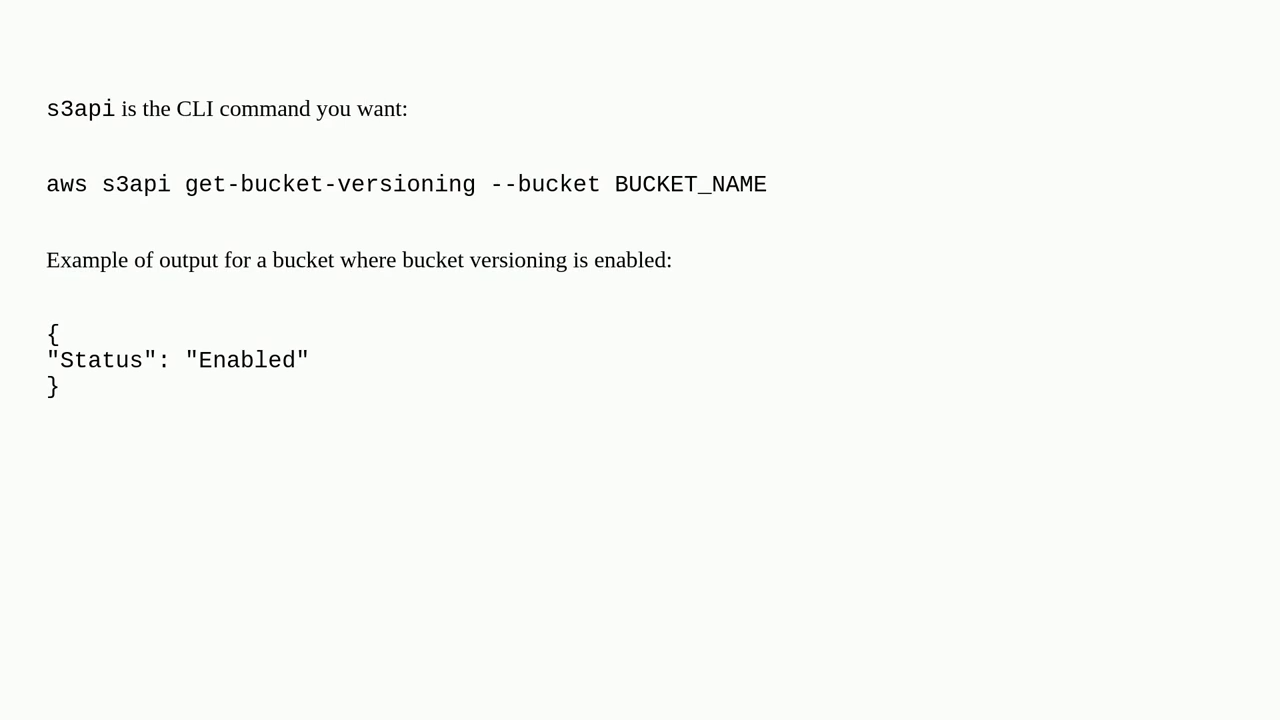 s3api is the CLI command you want:
aws s3api get-bucket-versioning --bucket BUCKET_NAME
Example of output for a bucket where bucket versioning is enabled:
{
"Status": "Enabled"
}